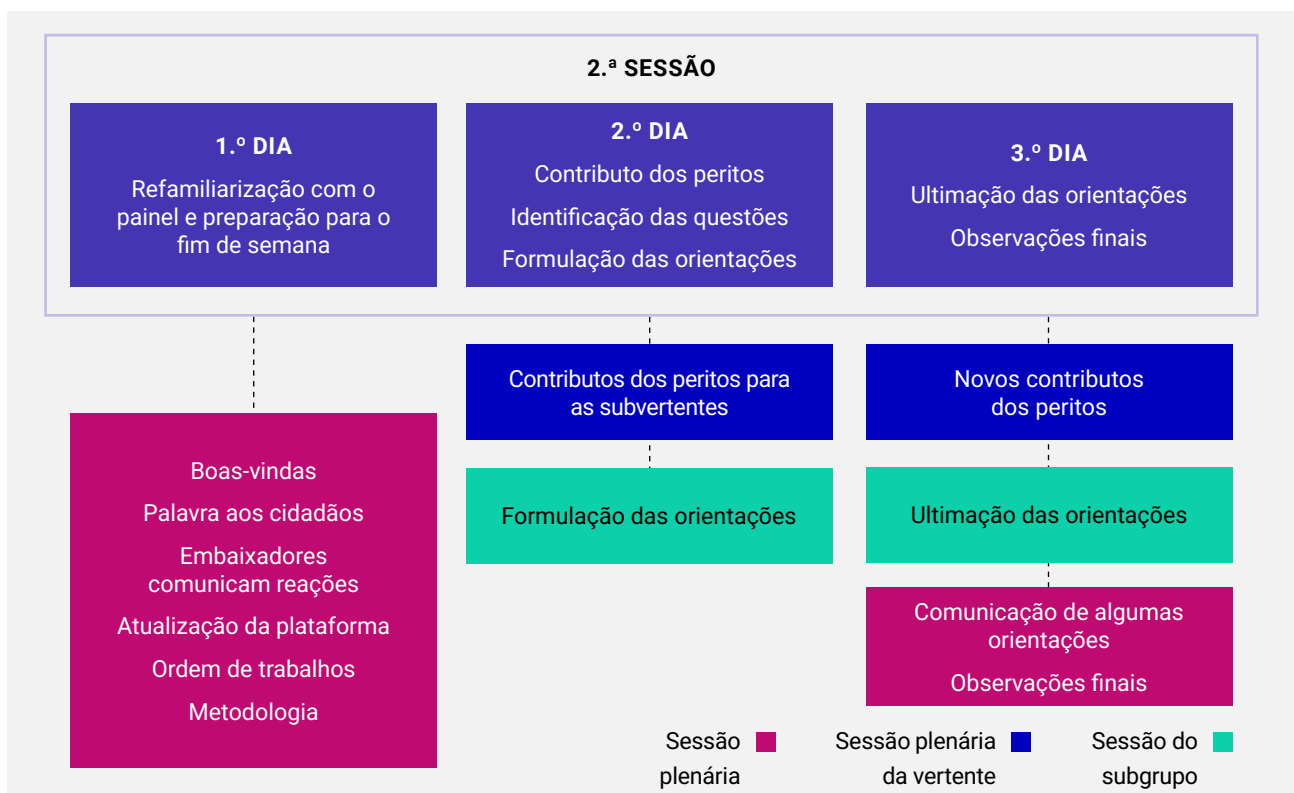 2.ª SESSÃO
1.º DIA
Refamiliarização com o
painel e preparação para o
fim de semana
2.º DIA
Contributo dos peritos
Identificação das questões
Formulação das orientações
3.º DIA
Ultimação das orientações
Observações finais
Boas-vindas
Palavra aos cidadãos
Embaixadores
comunicam reações
Atualização da plataforma
Ordem de trabalhos
Metodologia
Contributos dos peritos para
as subvertentes
Formulação das orientações
Novos contributos
dos peritos
Ultimação das orientações
Comunicação de algumas
orientações
Observações finais
Sessão
plenária
Sessão plenária
da vertente
Sessão do
subgrupo